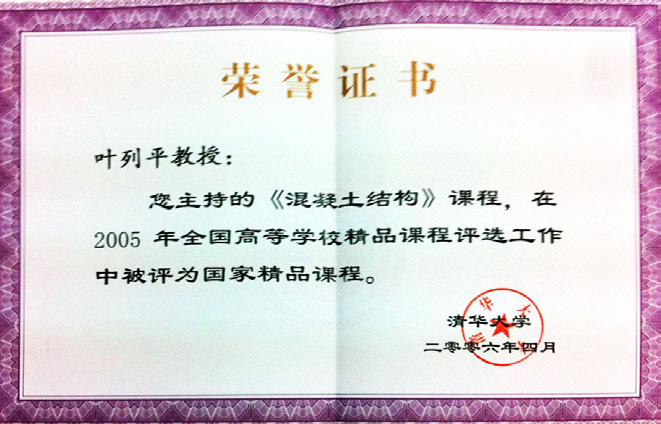 荣誉证书
叶列平教授：
您主持的《混凝土结构》课程，在
2005 年全国高等学校精品课程评选工作
中被评为国家精品课程。
清华大学
二零零六年四月